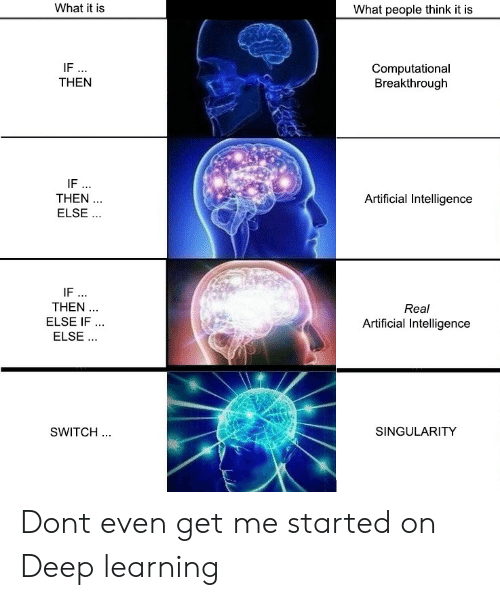 What it is
What people think it is
IF ...
THEN
Computational
Breakthrough
IF ...
THEN ...
ELSE ...
Artificial Intelligence
IF ...
THEN ...
ELSE IF ...
ELSE ...
Real
Artificial Intelligence
SWITCH ...
SINGULARITY
Dont even get me started on
Deep learning